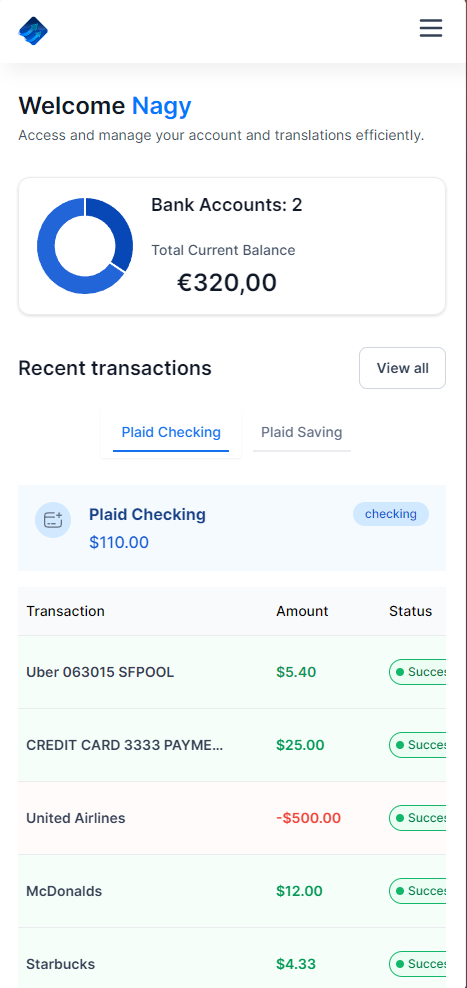 Welcome Nagy
Access and manage your account and translations efficiently.
Bank Accounts: 2
Total Current Balance
€320,00
Recent transactions
View all
Plaid Checking
Plaid Saving
Plaid Checking
checking
$110.00
Transaction Amount Status
Uber 063015 SFPOOL $5.40 Succes
CREDIT CARD 3333 PAYME... $25.00 Succes
United Airlines -$500.00 Succes
McDonalds $12.00 Succes
Starbucks $4.33 Succes